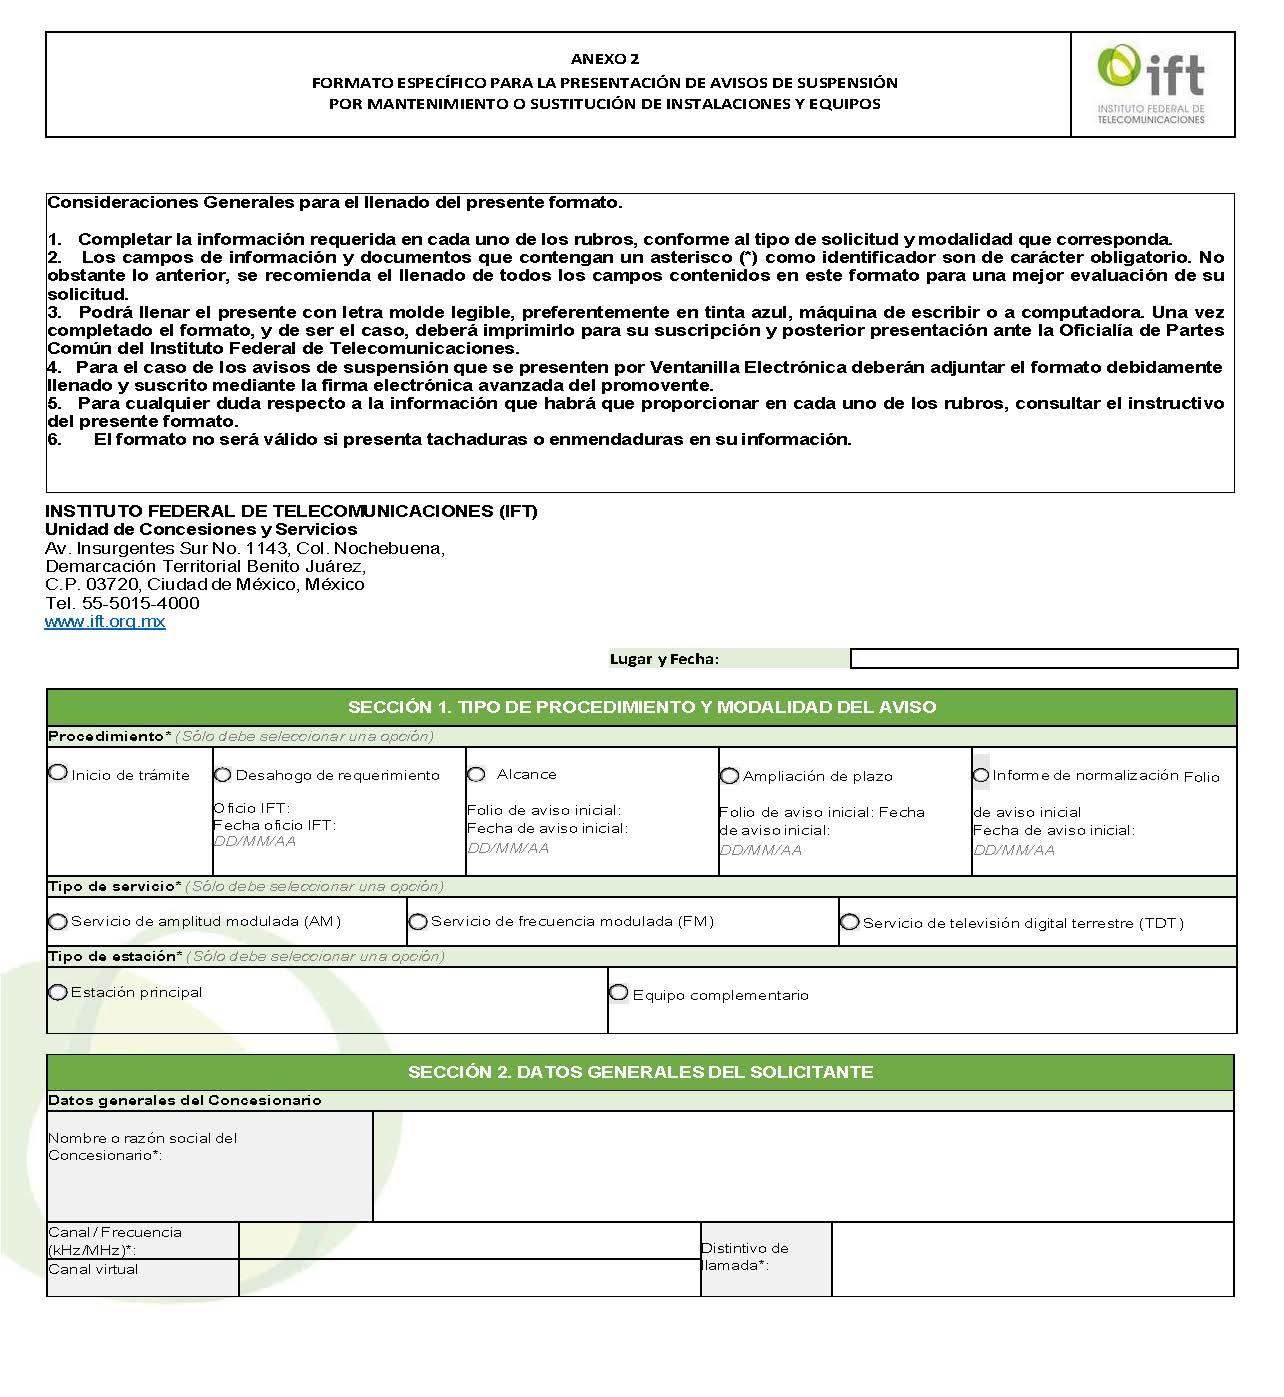 ANEXO 2
FORMATO ESPECÍFICO PARA LA PRESENTACIÓN DE AVISOS DE SUSPENSIÓN
POR MANTENIMIENTO O SUSTITUCIÓN DE INSTALACIONES Y EQUIPOS
ift
INSTITUTO FEDERAL DE
TELECOMUNICACIONES
Consideraciones Generales para el llenado del presente formato.
1. Completar la información requerida en cada uno de los rubros, conforme al tipo de solicitud y modalidad que corresponda.
2. Los campos de información y documentos que contengan un asterisco (*) como identificador son de carácter obligatorio. No
obstante lo anterior, se recomienda el llenado de todos los campos contenidos en este formato para una mejor evaluación de su
solicitud.
3. Podrá llenar el presente con letra molde legible, preferentemente en tinta azul, máquina de escribir o a computadora. Una vez
completado el formato, y de ser el caso, deberá imprimirlo para su suscripción y posterior presentación ante la Oficialía de Partes
Común del Instituto Federal de Telecomunicaciones.
4. Para el caso de los avisos de suspensión que se presenten por Ventanilla Electrónica deberán adjuntar el formato debidamente
llenado y suscrito mediante la firma electrónica avanzada del promovente.
5. Para cualquier duda respecto a la información que habrá que proporcionar en cada uno de los rubros, consultar el instructivo
del presente formato.
6. El formato no será válido si presenta tachaduras o enmendaduras en su información.
INSTITUTO FEDERAL DE TELECOMUNICACIONES (IFT)
Unidad de Concesiones y Servicios
Av. Insurgentes Sur No. 1143, Col. Nochebuena,
Demarcación Territorial Benito Juárez,
C.P. 03720, Ciudad de México, México
Tel. 55-5015-4000
www.ift.org.mx
Lugar y Fecha:
SECCIÓN 1. TIPO DE PROCEDIMIENTO Y MODALIDAD DEL AVISO
Procedimiento* (Sólo debe seleccionar una opción)
Inicio de trámite
Desahogo de requerimiento
Oficio IFT:
Fecha oficio IFT:
DD/MM/AA
Alcance
Folio de aviso inicial:
Fecha de aviso inicial:
DD/MM/AA
Ampliación de plazo
Folio de aviso inicial: Fecha
de aviso inicial:
DD/MM/AA
Informe de normalización Folio
de aviso inicial
Fecha de aviso inicial:
DD/MM/AA
Tipo de servicio* (Sólo debe seleccionar una opción)
Servicio de amplitud modulada (AM)
Servicio de frecuencia modulada (FM)
Servicio de televisión digital terrestre (TDT)
Tipo de estación* (Sólo debe seleccionar una opción)
Estación principal
Equipo complementario
SECCIÓN 2. DATOS GENERALES DEL SOLICITANTE
Datos generales del Concesionario
Nombre o razón social del
Concesionario*:
Canal / Frecuencia
(kHz/MHz)*:
Canal virtual
Distintivo de
llamada*: